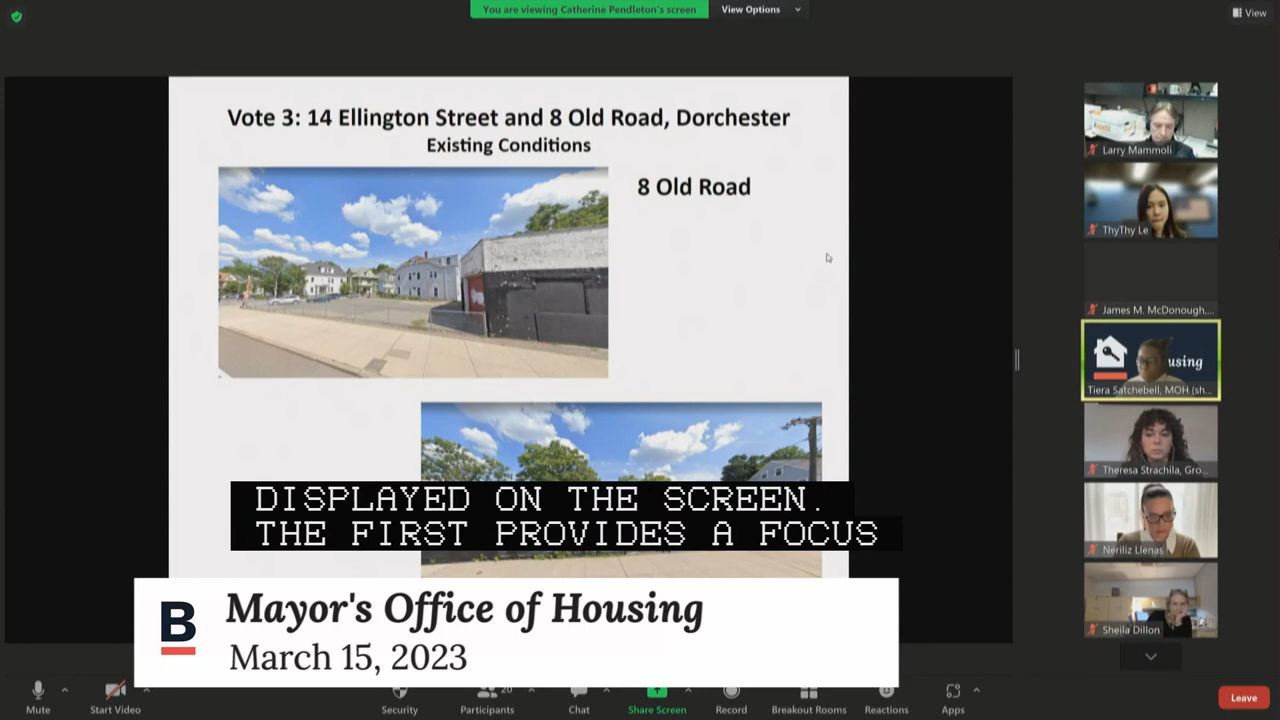 You are viewing Catherine Pendleton's screen
View Options
View
Vote 3: 14 Ellington Street and 8 Old Road, Dorchester
Existing Conditions
8 Old Road
Larry Mammoli
ThyThy Le
James M. McDonough,...
using
Tiera Satchebell, MOH (sh...
Theresa Strachila, Gro...
Neriliz Llenas
Sheila Dillon
DISPLAYED ON THE SCREEN.
THE FIRST PROVIDES A FOCUS
B
Mayor's Office of Housing
March 15, 2023
Mute
Start Video
Security
Participants
20
Chat
Share Screen
Record
Breakout Rooms
Reactions
Apps
Leave